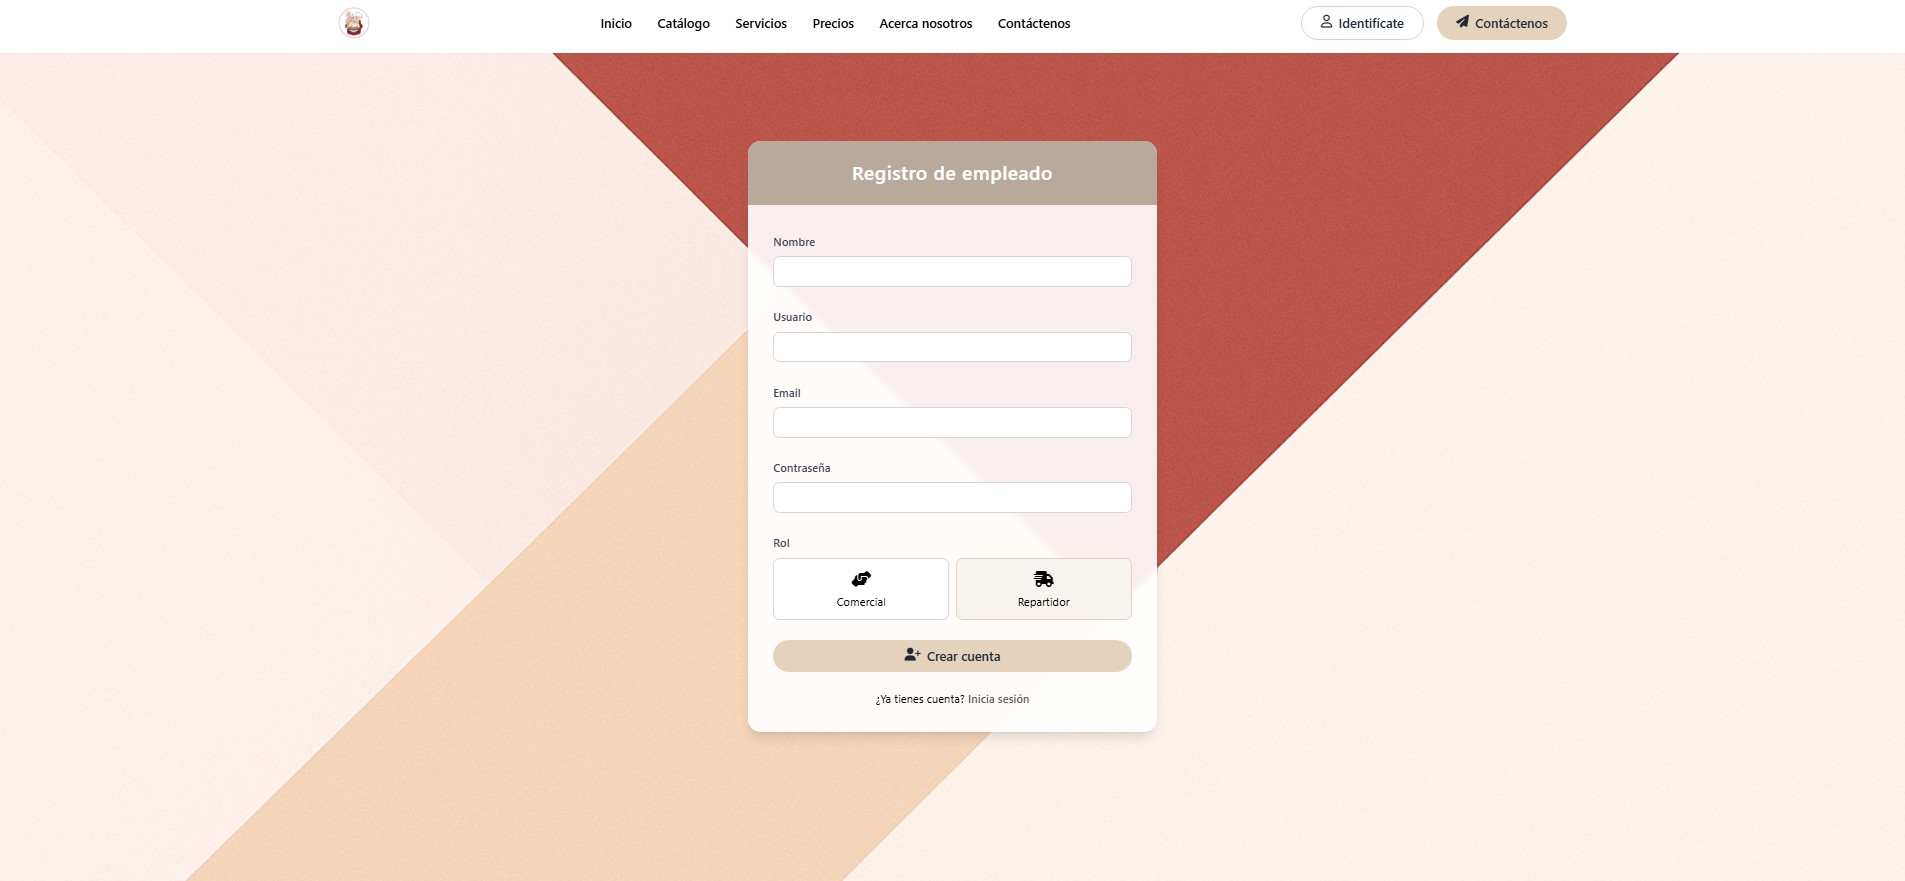 Inicio Catálogo Servicios Precios Acerca nosotros Contáctenos Identifícate Contáctenos
Registro de empleado
Nombre
Usuario
Email
Contraseña
Rol
Comercial Repartidor
Crear cuenta
¿Ya tienes cuenta? Inicia sesión